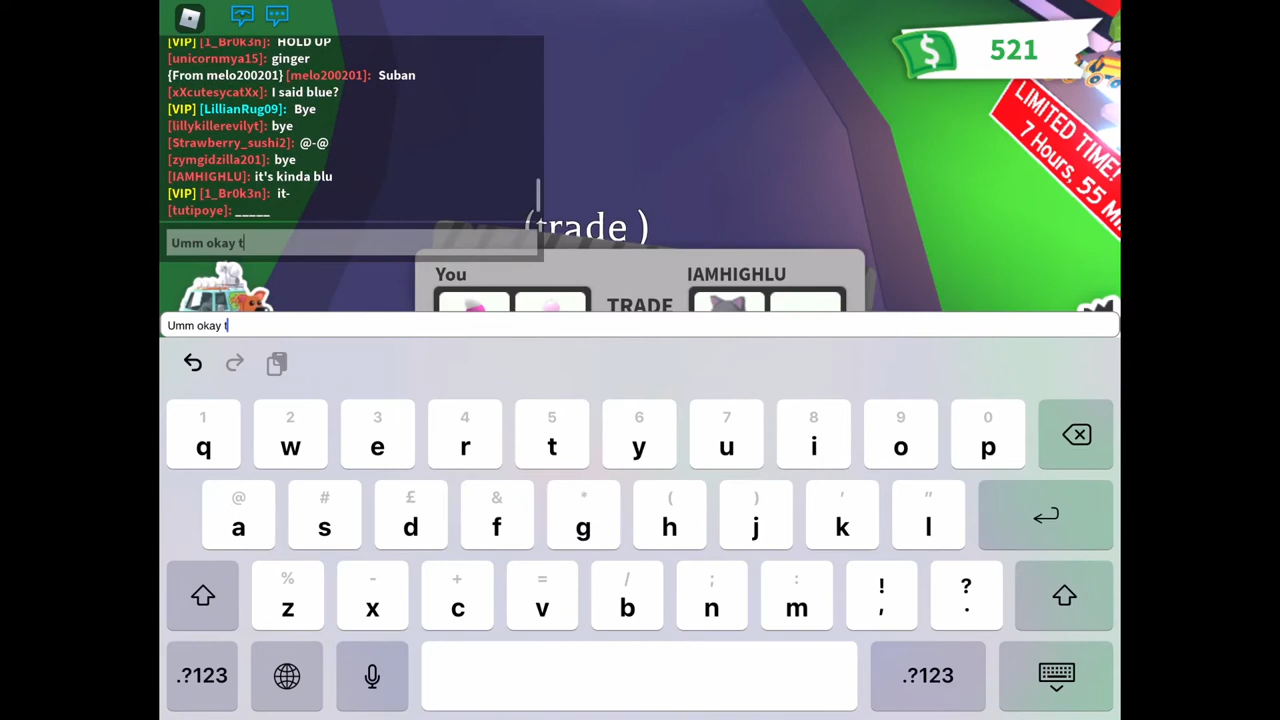 [VIP] [1_Br0k3n]: HOLD UP
[unicornmya15]: ginger
{From melo200201} [melo200201]: Suban
[xXcutesycatXx]: I said blue?
[VIP] [LillianRug09]: Bye
[lillykillerevilyt]: bye
[Strawberry_sushi2]: @-@
[zymgidzilla201]: bye
[IAMHIGHLU]: it's kinda blu
[VIP] [1_Br0k3n]: it-
[tutipoye]: _____
Umm okay t
521
LIMITED TIME!
7 Hours, 55
(trade )
You
IAMHIGHLU
TRADE
Umm okay t
1 2 3 4 5 6 7 8 9 0
q w e r t y u i o p
@ # £ & * ( ) ' "
a s d f g h j k l
% - + = / ; : ! ?
z x c v b n m , .
.?123 .?123